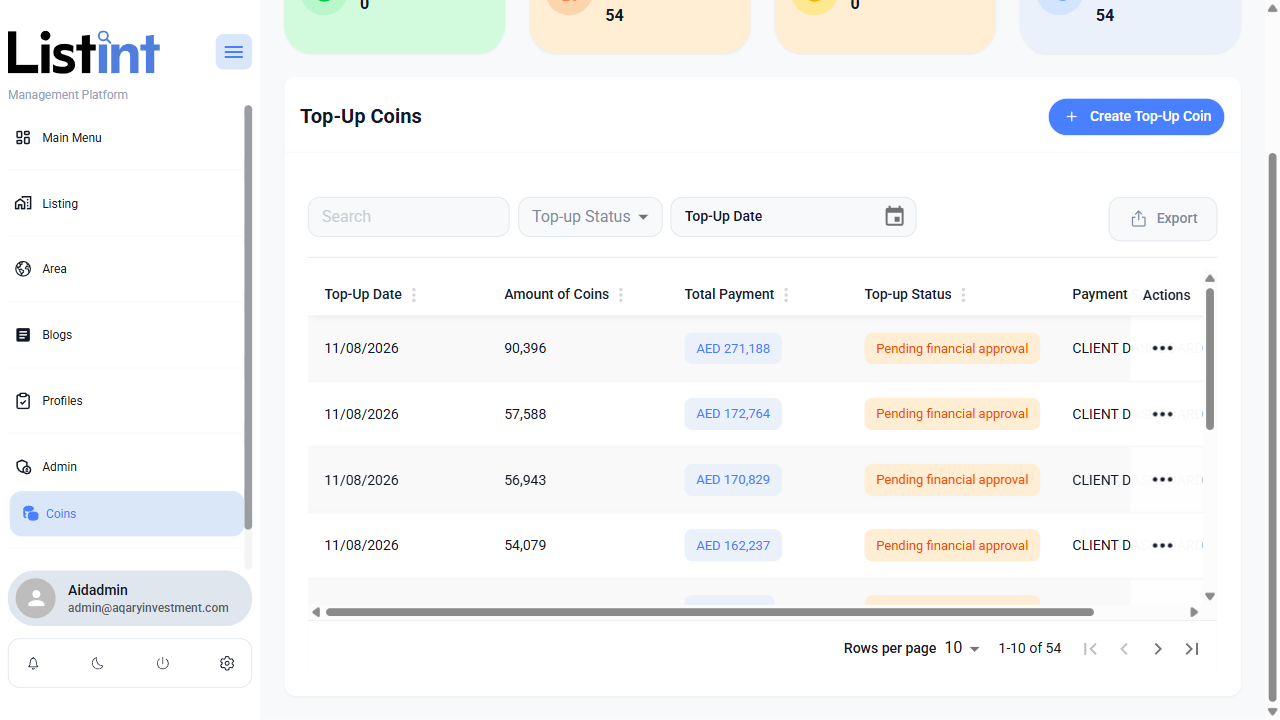 0
54
0
54
Listint
Management Platform
Main Menu
Listing
Area
Blogs
Profiles
Admin
Coins
Aidadmin
admin@aqaryinvestment.com
Top-Up Coins
+ Create Top-Up Coin
Search
Top-up Status
Top-Up Date
Export
Top-Up Date Amount of Coins Total Payment Top-up Status Payment Actions
11/08/2026 90,396 AED 271,188 Pending financial approval CLIENT D
11/08/2026 57,588 AED 172,764 Pending financial approval CLIENT D
11/08/2026 56,943 AED 170,829 Pending financial approval CLIENT D
11/08/2026 54,079 AED 162,237 Pending financial approval CLIENT D
Rows per page 10 1-10 of 54